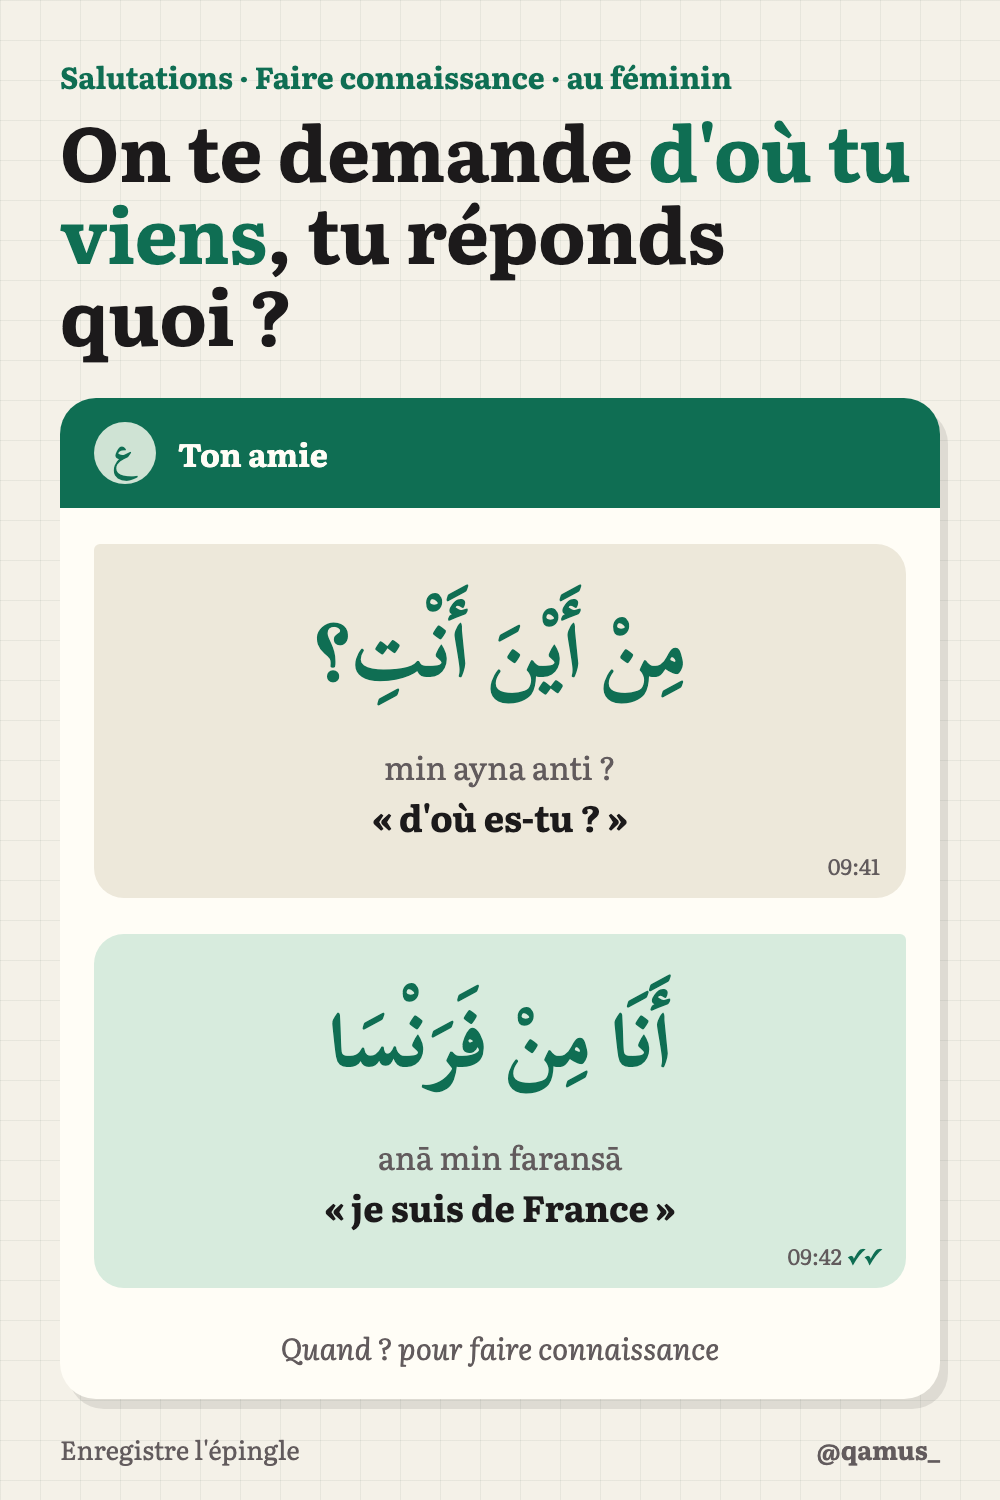 Salutations · Faire connaissance · au féminin
On te demande d'où tu
viens, tu réponds
quoi ?
ع
Ton amie
مِنْ أَيْنَ أَنْتِ؟
min ayna anti ?
« d'où es-tu ? »
09:41
أَنَا مِنْ فَرَنْسَا
anā min faransā
« je suis de France »
09:42 ✓✓
Quand ? pour faire connaissance
Enregistre l'épingle
@qamus_